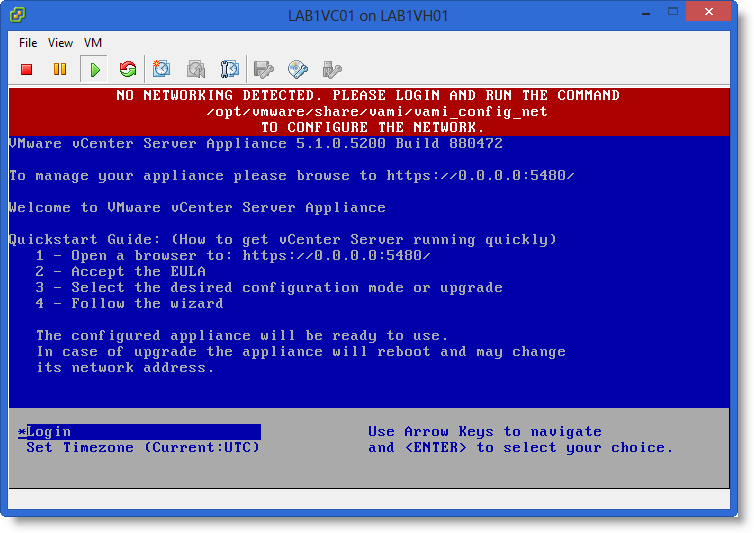 LAB1VC01 on LAB1VH01
File View VM
NO NETWORKING DETECTED. PLEASE LOGIN AND RUN THE COMMAND
/opt/vmware/share/vami/vami_config_net
TO CONFIGURE THE NETWORK.
VMware vCenter Server Appliance 5.1.0.5200 Build 880472
To manage your appliance please browse to https://0.0.0.0:5480/
Welcome to VMware vCenter Server Appliance
Quickstart Guide: (How to get vCenter Server running quickly)
1 - Open a browser to: https://0.0.0.0:5480/
2 - Accept the EULA
3 - Select the desired configuration mode or upgrade
4 - Follow the wizard
The configured appliance will be ready to use.
In case of upgrade the appliance will reboot and may change
its network address.
*Login
Set Timezone (Current:UTC)
Use Arrow Keys to navigate
and <ENTER> to select your choice.